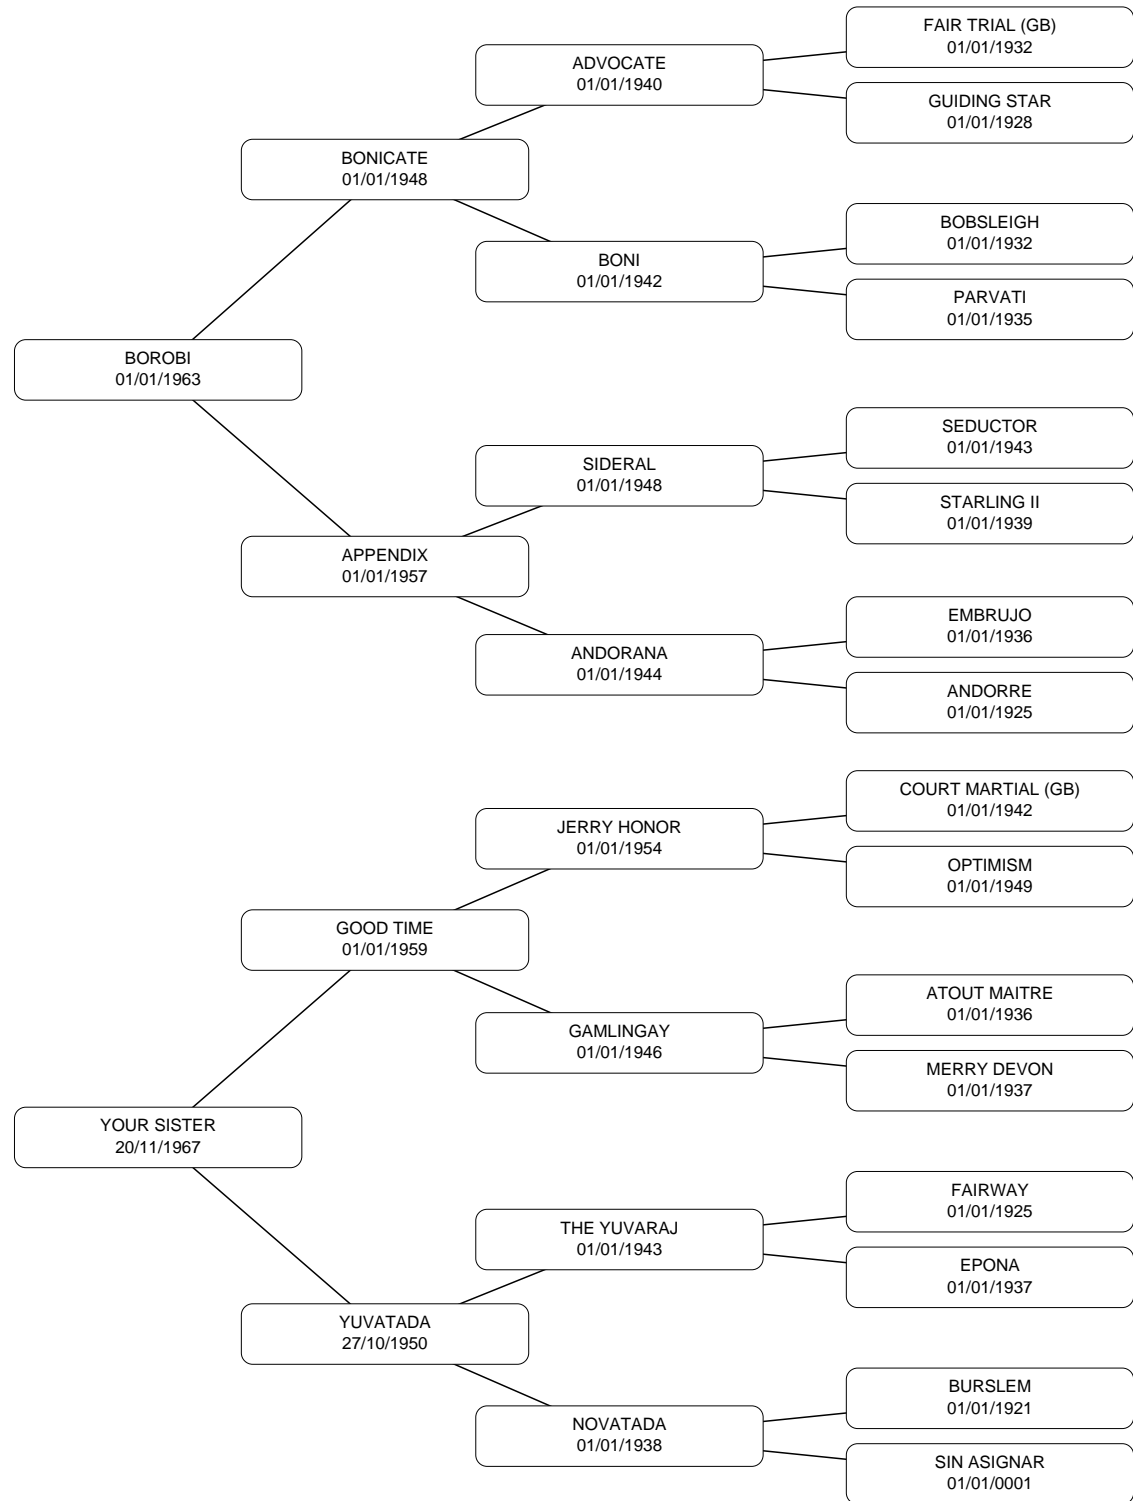 FAIR TRIAL (GB)
01/01/1932
ADVOCATE
01/01/1940
GUIDING STAR
01/01/1928
BONICATE
01/01/1948
BOBSLEIGH
01/01/1932
BONI
01/01/1942
PARVATI
01/01/1935
BOROBI
01/01/1963
SEDUCTOR
01/01/1943
SIDERAL
01/01/1948
STARLING II
01/01/1939
APPENDIX
01/01/1957
EMBRUJO
01/01/1936
ANDORANA
01/01/1944
ANDORRE
01/01/1925
COURT MARTIAL (GB)
01/01/1942
JERRY HONOR
01/01/1954
OPTIMISM
01/01/1949
GOOD TIME
01/01/1959
ATOUT MAITRE
01/01/1936
GAMLINGAY
01/01/1946
MERRY DEVON
01/01/1937
YOUR SISTER
20/11/1967
FAIRWAY
01/01/1925
THE YUVARAJ
01/01/1943
EPONA
01/01/1937
YUVATADA
27/10/1950
BURSLEM
01/01/1921
NOVATADA
01/01/1938
SIN ASIGNAR
01/01/0001